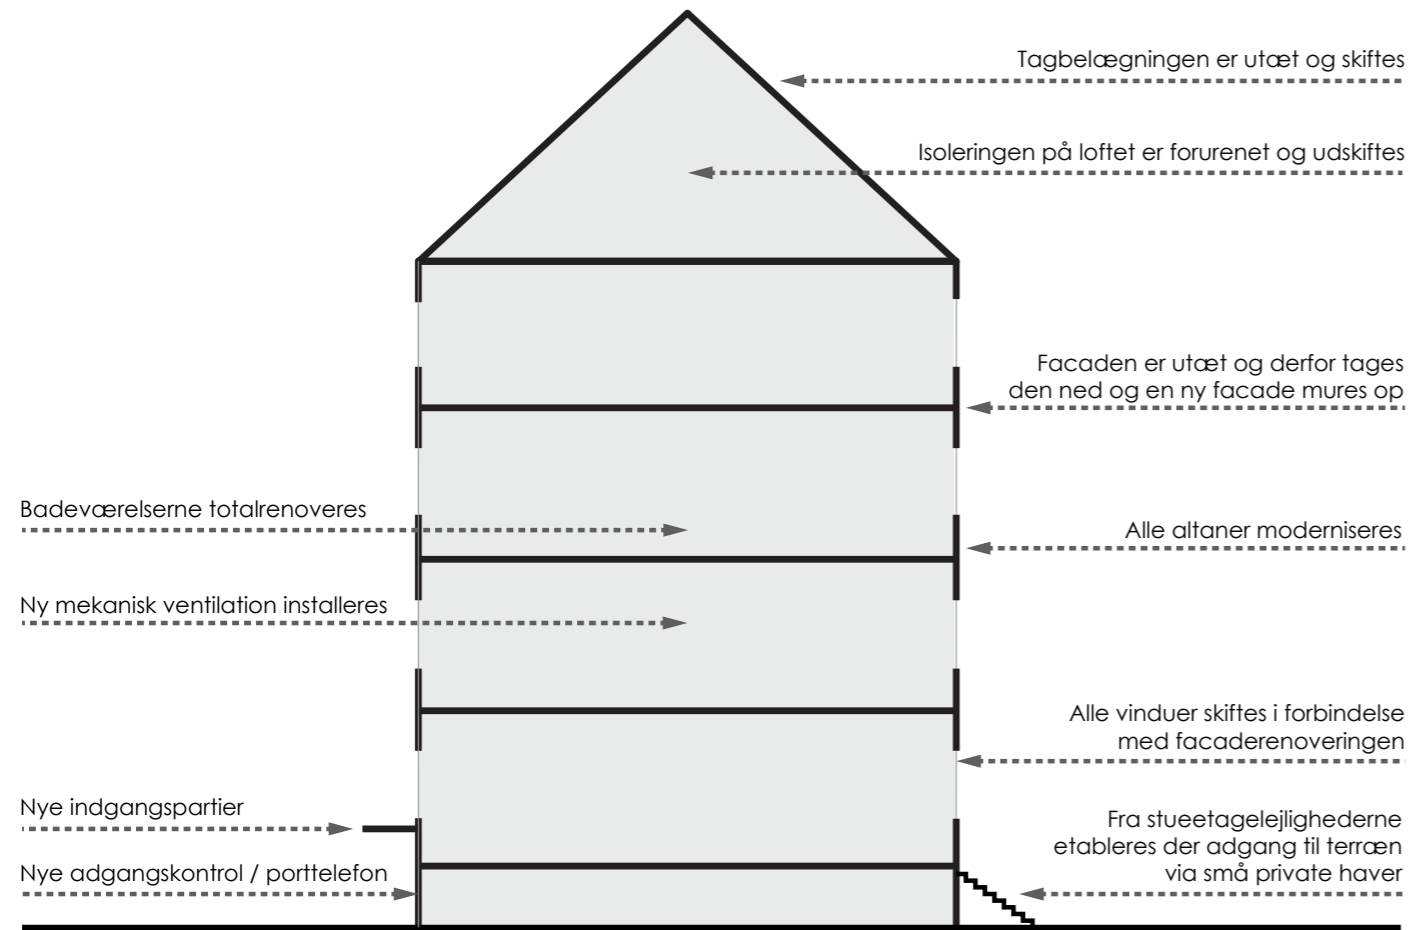 Tagbelægningen er utæt og skiftes
Isoleringen på loftet er forurenet og udskiftes
Facaden er utæt og derfor tages
den ned og en ny facade mures op
Badeværelserne totalrenoveres
Alle altaner moderniseres
Ny mekanisk ventilation installeres
Alle vinduer skiftes i forbindelse
med facaderenoveringen
Nye indgangspartier
Fra stueetagelejlighederne
etableres der adgang til terræn
via små private haver
Nye adgangskontrol / porttelefon